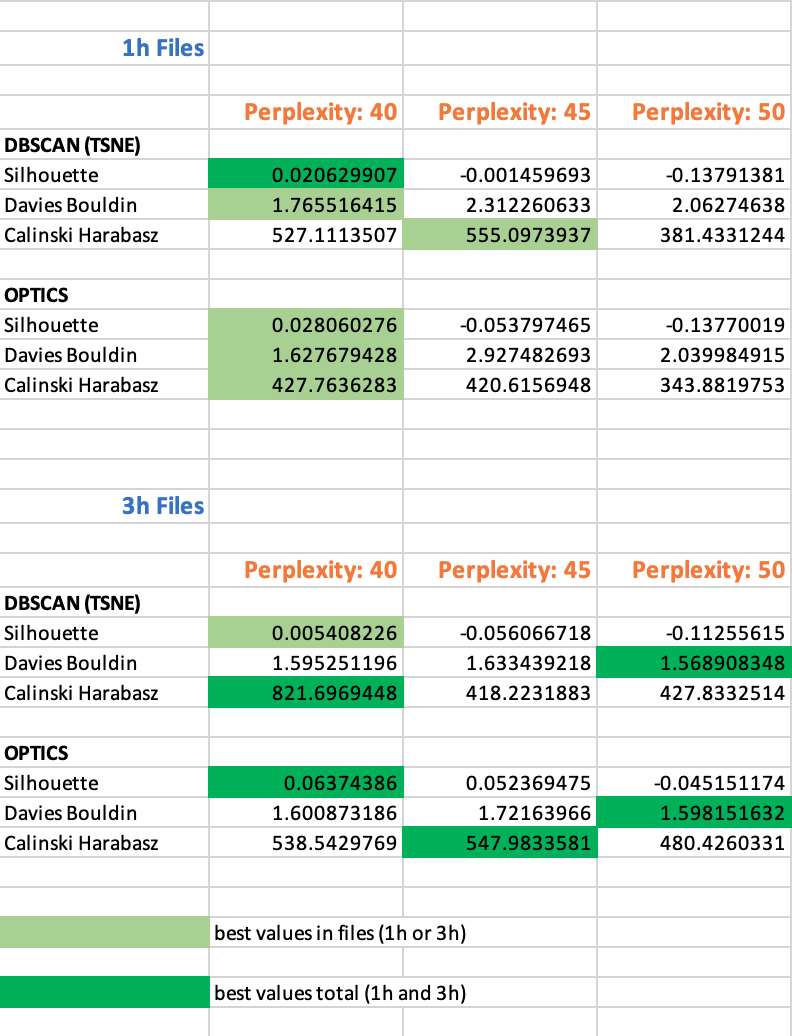 1h Files
Perplexity: 40 Perplexity: 45 Perplexity: 50
DBSCAN (TSNE)
Silhouette 0.020629907 -0.001459693 -0.13791381
Davies Bouldin 1.765516415 2.312260633 2.06274638
Calinski Harabasz 527.1113507 555.0973937 381.4331244
OPTICS
Silhouette 0.028060276 -0.053797465 -0.13770019
Davies Bouldin 1.627679428 2.927482693 2.039984915
Calinski Harabasz 427.7636283 420.6156948 343.8819753
3h Files
Perplexity: 40 Perplexity: 45 Perplexity: 50
DBSCAN (TSNE)
Silhouette 0.005408226 -0.056066718 -0.11255615
Davies Bouldin 1.595251196 1.633439218 1.568908348
Calinski Harabasz 821.6969448 418.2231883 427.8332514
OPTICS
Silhouette 0.06374386 0.052369475 -0.045151174
Davies Bouldin 1.600873186 1.72163966 1.598151632
Calinski Harabasz 538.5429769 547.9833581 480.4260331
best values in files (1h or 3h)
best values total (1h and 3h)